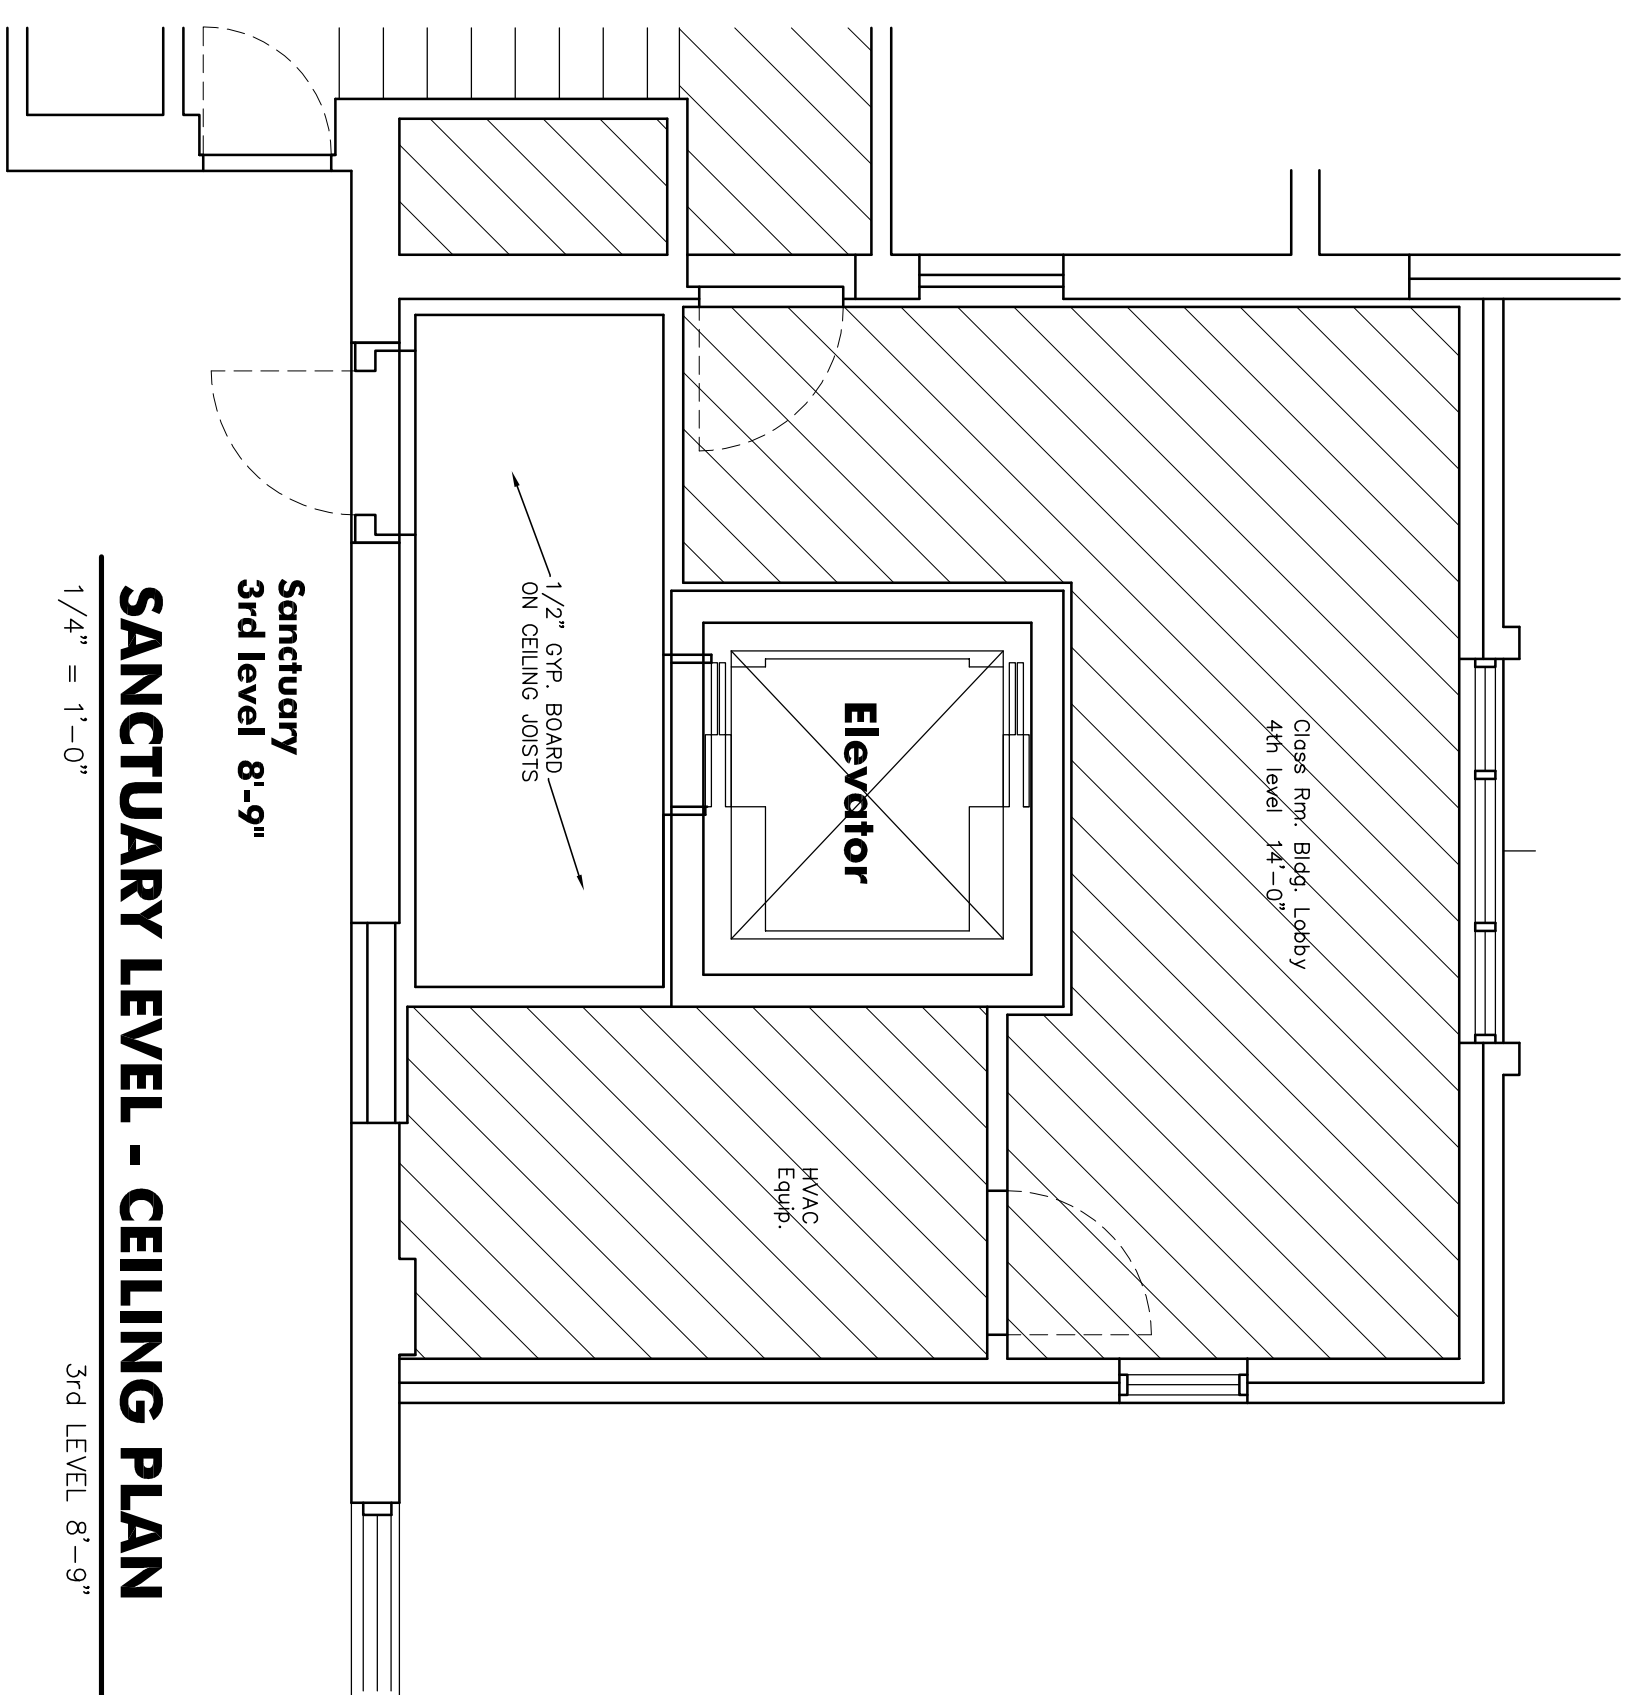 Class Rm. Bldg. Lobby
4th level 14'-0"
Elevator
HVAC
Equip.
1/2" GYP. BOARD
ON CEILING JOISTS
Sanctuary
3rd level 8'-9"
SANCTUARY LEVEL - CEILING PLAN
1/4" = 1'-0"
3rd LEVEL 8'-9"